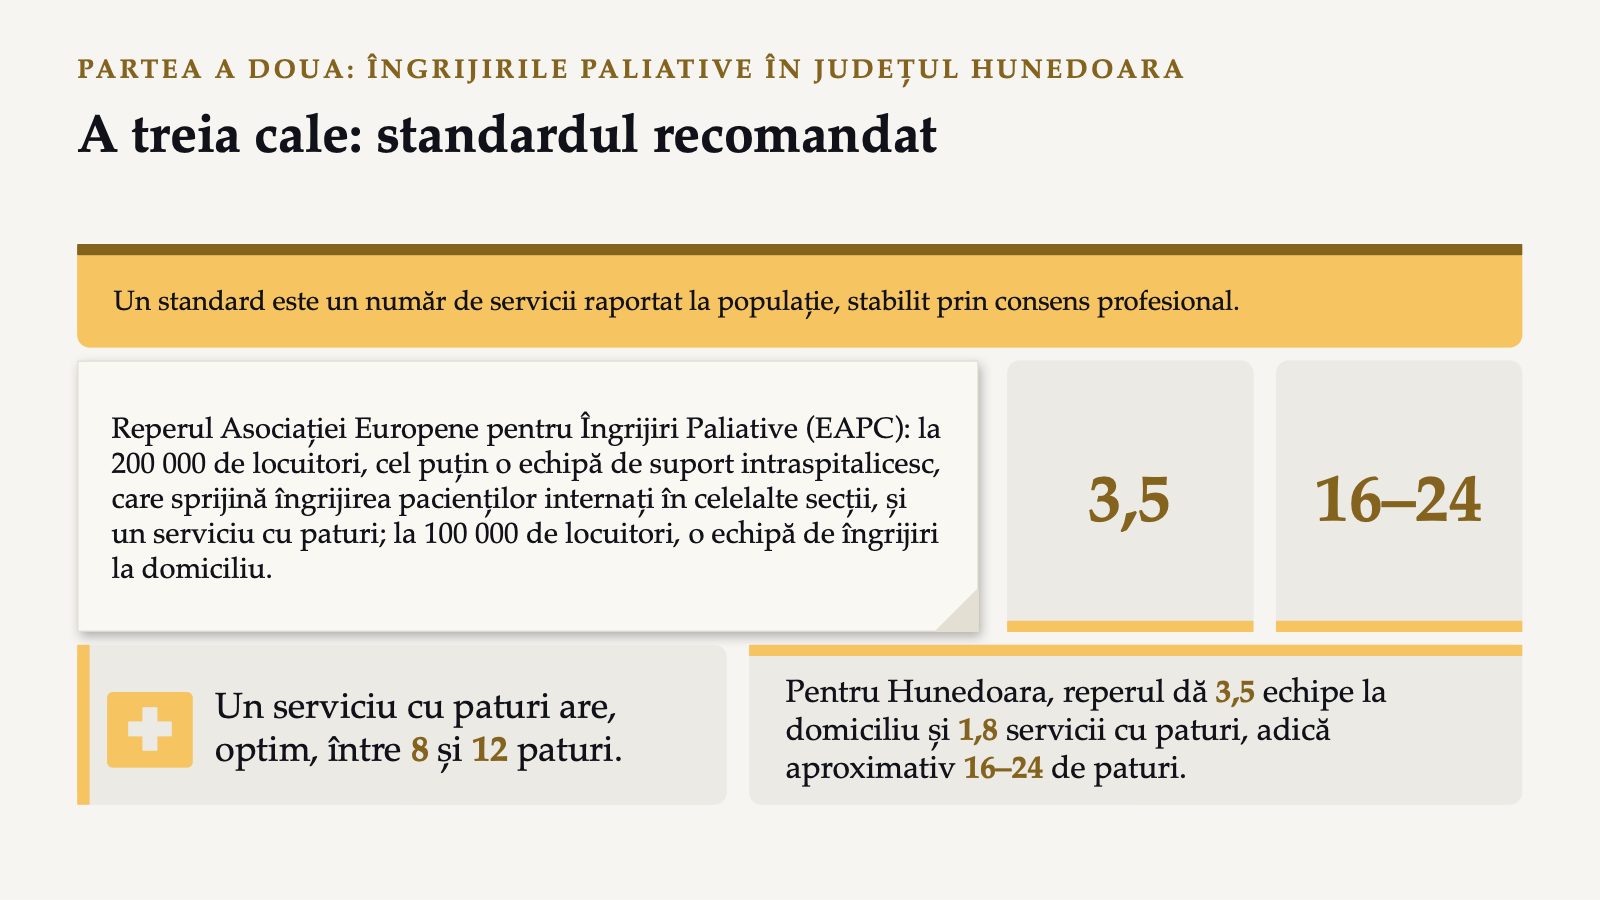 PARTEA A DOUA: ÎNGRIJIRILE PALIATIVE ÎN JUDEȚUL HUNEDOARA
A treia cale: standardul recomandat
Un standard este un număr de servicii raportat la populație, stabilit prin consens profesional.
Reperul Asociației Europene pentru Îngrijiri Paliative (EAPC): la
200 000 de locuitori, cel puțin o echipă de suport intraspitalicesc,
care sprijină îngrijirea pacienților internați în celelalte secții, și
un serviciu cu paturi; la 100 000 de locuitori, o echipă de îngrijiri
la domiciliu.
3,5
16–24
Un serviciu cu paturi are,
optim, între 8 și 12 paturi.
Pentru Hunedoara, reperul dă 3,5 echipe la
domiciliu și 1,8 servicii cu paturi, adică
aproximativ 16–24 de paturi.